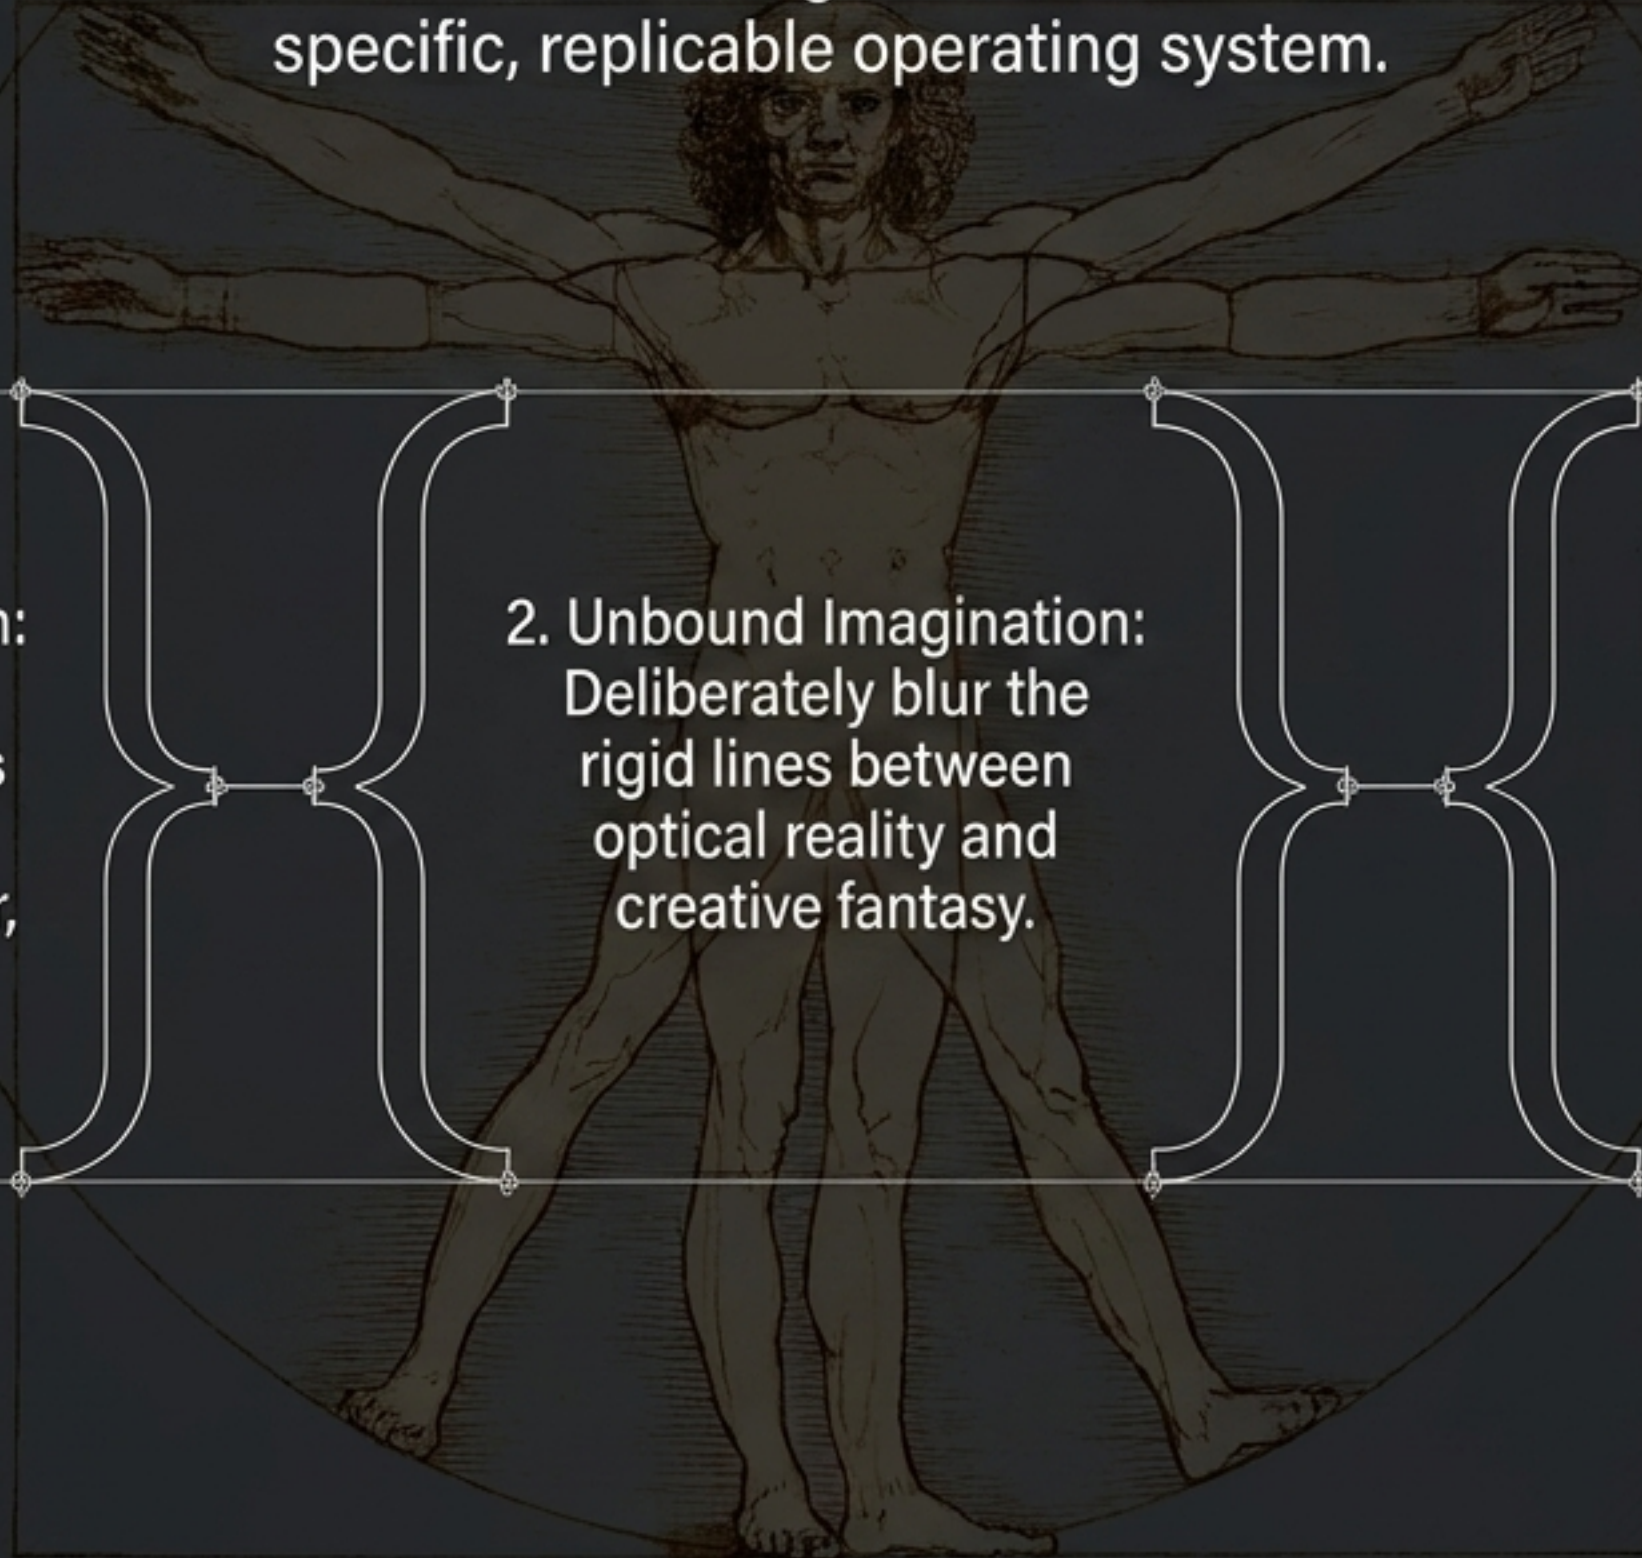 specific, replicable operating system.
2. Unbound Imagination:
Deliberately blur the
rigid lines between
optical reality and
creative fantasy.